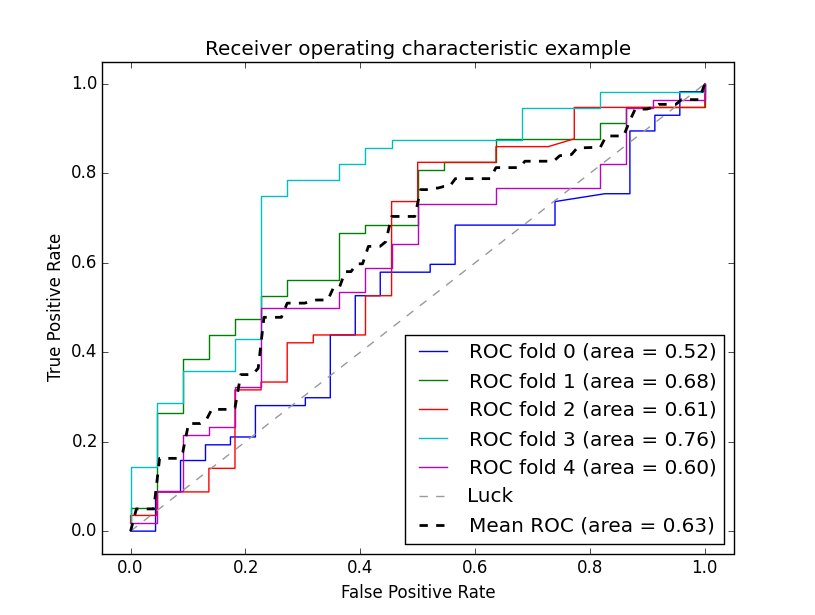 Receiver operating characteristic example
1.0
0.8
0.6
0.4
0.2
0.0
True Positive Rate
ROC fold 0 (area = 0.52)
ROC fold 1 (area = 0.68)
ROC fold 2 (area = 0.61)
ROC fold 3 (area = 0.76)
ROC fold 4 (area = 0.60)
Luck
Mean ROC (area = 0.63)
0.0 0.2 0.4 0.6 0.8 1.0
False Positive Rate